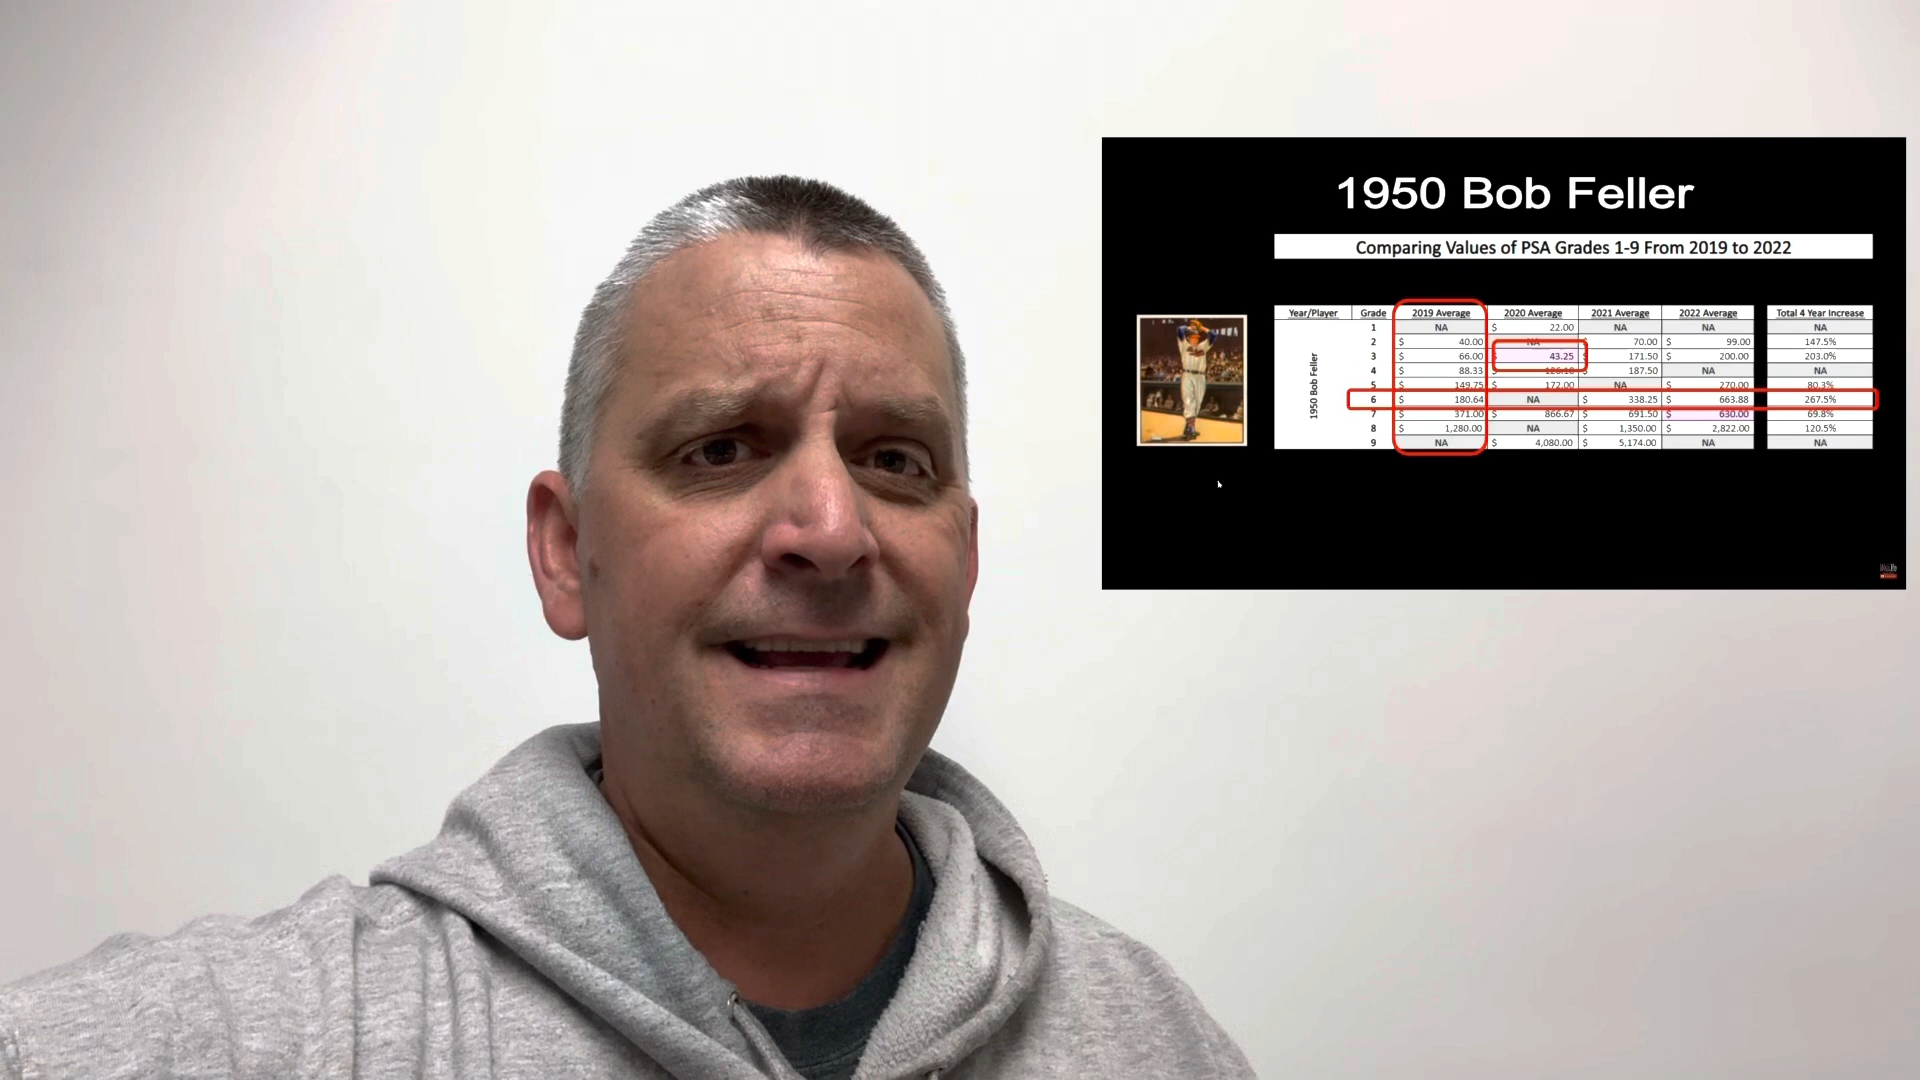 1950 Bob Feller
Comparing Values of PSA Grades 1-9 From 2019 to 2022
Year/Player Grade 2019 Average 2020 Average 2021 Average 2022 Average Total 4 Year Increase
1950 Bob Feller
1 NA $ 22.00 NA NA NA
2 $ 40.00 NA $ 70.00 $ 99.00 147.5%
3 $ 66.00 $ 43.25 $ 171.50 $ 200.00 203.0%
4 $ 88.33 $ 126.18 $ 187.50 NA NA
5 $ 149.75 $ 172.00 NA $ 270.00 80.3%
6 $ 180.64 NA $ 338.25 $ 663.88 267.5%
7 $ 371.00 $ 866.67 $ 691.50 $ 630.00 69.8%
8 $ 1,280.00 NA $ 1,350.00 $ 2,822.00 120.5%
9 NA $ 4,080.00 $ 5,174.00 NA NA